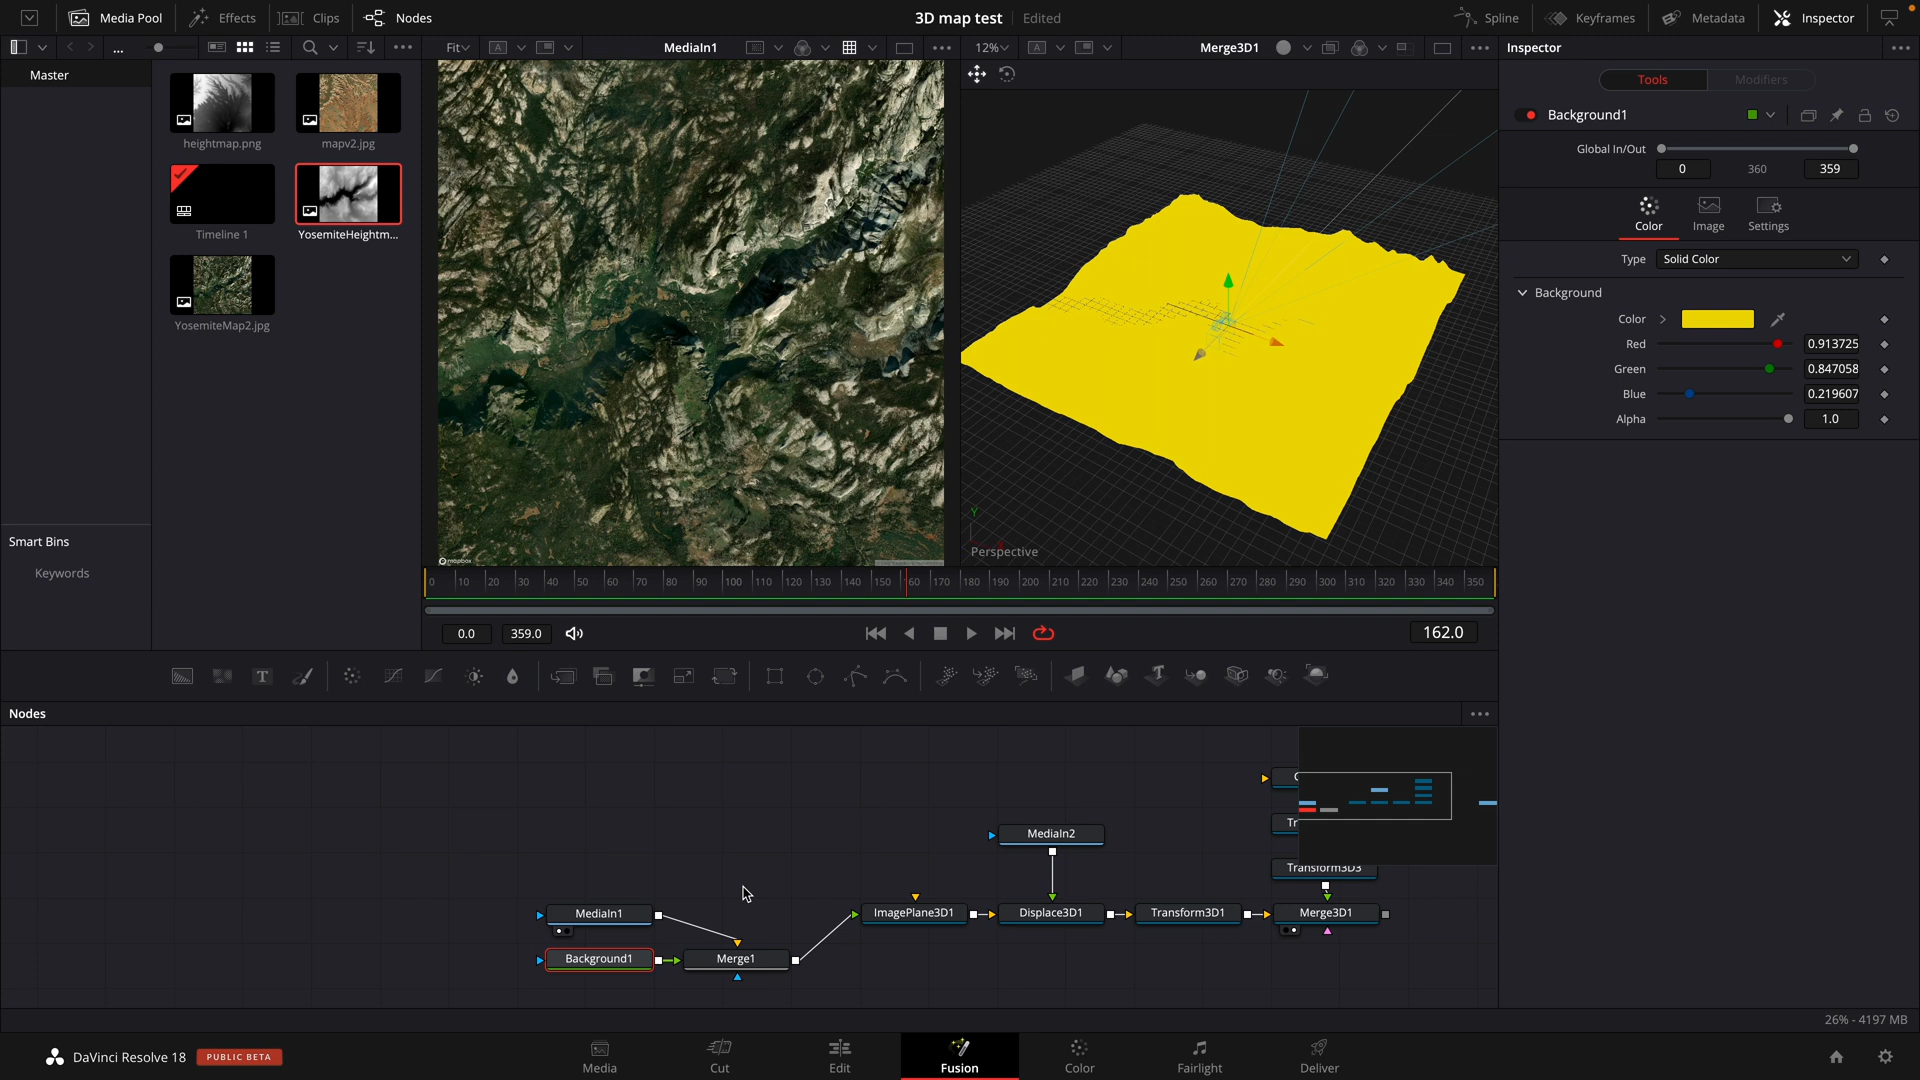 Media Pool
Effects
Clips
Nodes
3D map test
Edited
Spline
Keyframes
Metadata
Inspector
...
Fit
A
MediaIn1
12%
A
Merge3D1
Inspector
Master
Tools
Modifiers
heightmap.png
mapv2.jpg
Background1
Global In/Out
0
360
359
Timeline 1
YosemiteHeightm...
Color
Image
Settings
Type
Solid Color
Background
Color
YosemiteMap2.jpg
Red
0.913725
Green
0.847058
Blue
0.219607
Alpha
1.0
Y
Perspective
mapbox
Smart Bins
Keywords
0 10 20 30 40 50 60 70 80 90 100 110 120 130 140 150 160 170 180 190 200 210 220 230 240 250 260 270 280 290 300 310 320 330 340 350
0.0
359.0
162.0
T
T
Nodes
MediaIn2
Transform3D3
MediaIn1
ImagePlane3D1
Displace3D1
Transform3D1
Merge3D1
Background1
Merge1
26% - 4197 MB
DaVinci Resolve 18
PUBLIC BETA
Media
Cut
Edit
Fusion
Color
Fairlight
Deliver